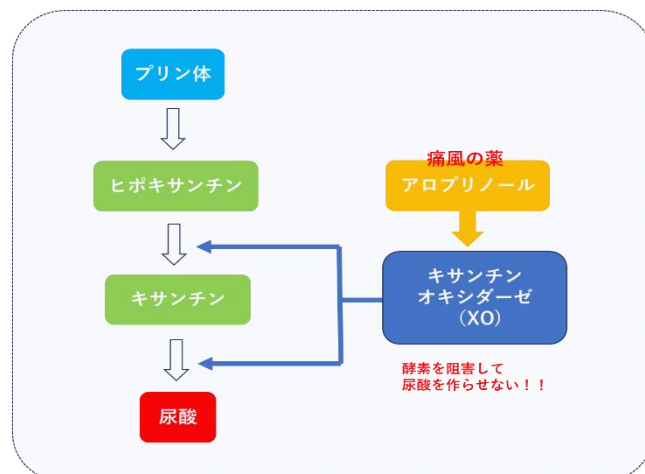 プリン体
ヒポキサンチン
キサンチン
尿酸
痛風の薬
アロプリノール
キサンチン
オキシダーゼ
（XO）
酵素を阻害して
尿酸を作らせない！！